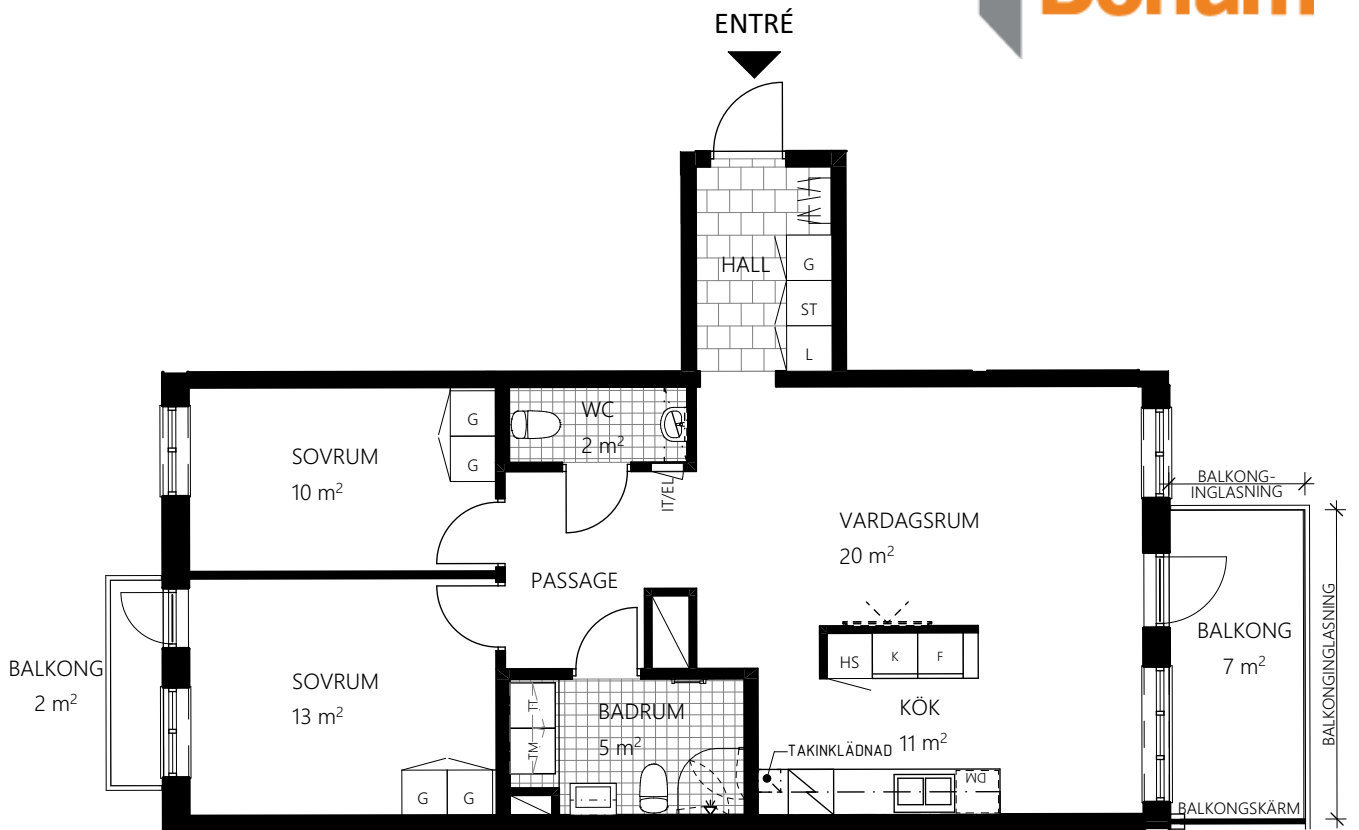 ENTRÉ
HALL
G
ST
L
WC
2 m²
G
G
SOVRUM
10 m²
IT/EL
BALKONG-
INGLASNING
VARDAGSRUM
20 m²
PASSAGE
BALKONG
7 m²
BALKONGINGLASNING
HS
K
F
BALKONG
2 m²
SOVRUM
13 m²
TT
TM
BADRUM
5 m²
KÖK
11 m²
TAKINKLÄDNAD
DM
G
G
BALKONGSKÄRM